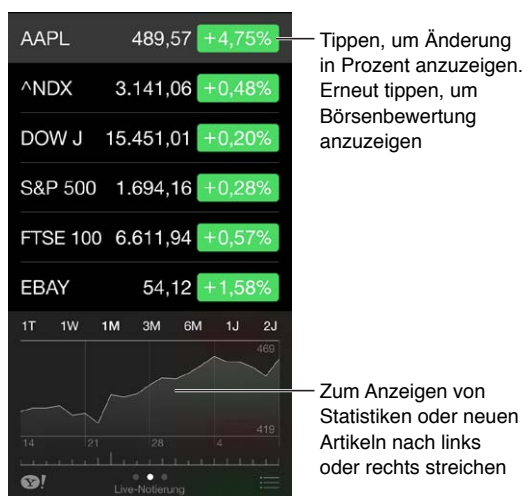 AAPL 489,57 +4,75%
^NDX 3.141,06 +0,48%
DOW J 15.451,01 +0,20%
S&P 500 1.694,16 +0,28%
FTSE 100 6.611,94 +0,57%
EBAY 54,12 +1,58%
1T 1W 1M 3M 6M 1J 2J
469
419
14 21 28 4
Y!
Live-Notierung
Tippen, um Änderung
in Prozent anzuzeigen.
Erneut tippen, um
Börsenbewertung
anzuzeigen
Zum Anzeigen von
Statistiken oder neuen
Artikeln nach links
oder rechts streichen